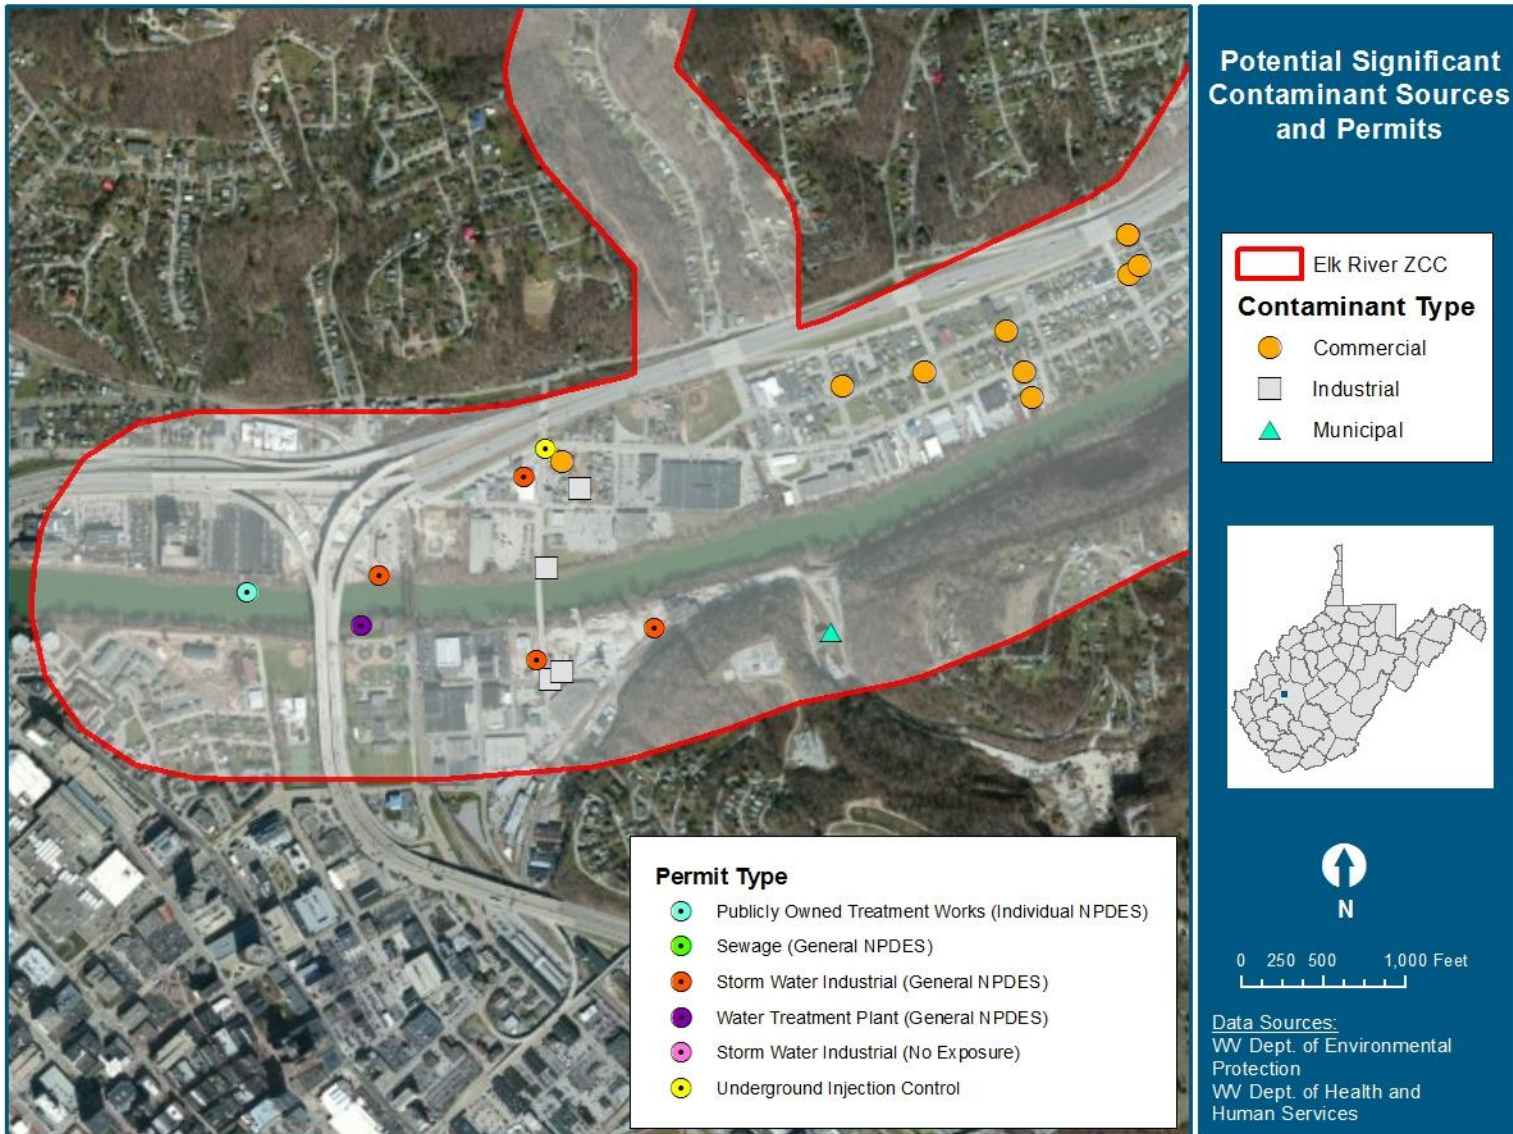 Potential Significant
Contaminant Sources
and Permits
Elk River ZCC
Contaminant Type
Commercial
Industrial
Municipal
N
0 250 500 1,000 Feet
Data Sources:
WV Dept. of Environmental
Protection
WV Dept. of Health and
Human Services
Permit Type
Publicly Owned Treatment Works (Individual NPDES)
Sewage (General NPDES)
Storm Water Industrial (General NPDES)
Water Treatment Plant (General NPDES)
Storm Water Industrial (No Exposure)
Underground Injection Control